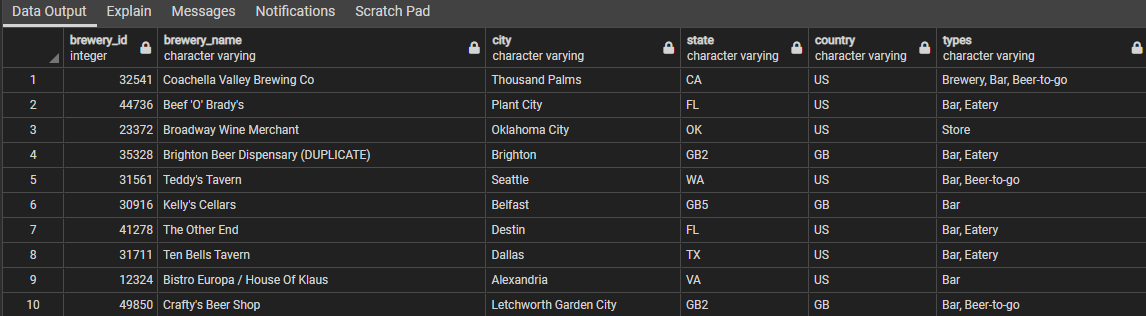 Data Output Explain Messages Notifications Scratch Pad
brewery_id brewery_name city state country types
integer character varying character varying character varying character varying character varying
1 32541 Coachella Valley Brewing Co Thousand Palms CA US Brewery, Bar, Beer-to-go
2 44736 Beef 'O' Brady's Plant City FL US Bar, Eatery
3 23372 Broadway Wine Merchant Oklahoma City OK US Store
4 35328 Brighton Beer Dispensary (DUPLICATE) Brighton GB2 GB Bar, Eatery
5 31561 Teddy's Tavern Seattle WA US Bar, Beer-to-go
6 30916 Kelly's Cellars Belfast GB5 GB Bar
7 41278 The Other End Destin FL US Bar, Eatery
8 31711 Ten Bells Tavern Dallas TX US Bar, Eatery
9 12324 Bistro Europa / House Of Klaus Alexandria VA US Bar
10 49850 Crafty's Beer Shop Letchworth Garden City GB2 GB Bar, Beer-to-go